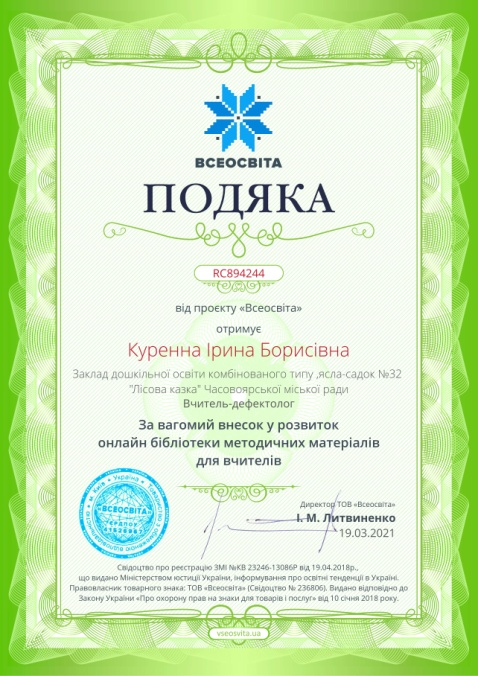 ВСЕОСВІТА
ПОДЯКА
RC894244
від проєкту «Всеосвіта»
отримує
Куренна Ірина Борисівна
Заклад дошкільної освіти комбінованого типу ,ясла-садок №32
"Лісова казка" Часовоярської міської ради
Вчитель-дефектолог
За вагомий внесок у розвиток
онлайн бібліотеки методичних матеріалів
для вчителів
Директор ТОВ «Всеосвіта»
І. М. Литвиненко
19.03.2021
«ВСЕОСВІТА»
Свідоцтво про реєстрацію ЗМІ №КВ 23246-13086Р від 19.04.2018р.,
що видано Міністерством юстиції України, інформування про освітні тенденції в Україні.
Правовласник товарного знака: ТОВ «Всеосвіта» (Свідоцтво № 236806). Видано відповідно до
Закону України «Про охорону прав на знаки для товарів і послуг» від 10 січня 2018 року.
vseosvita.ua